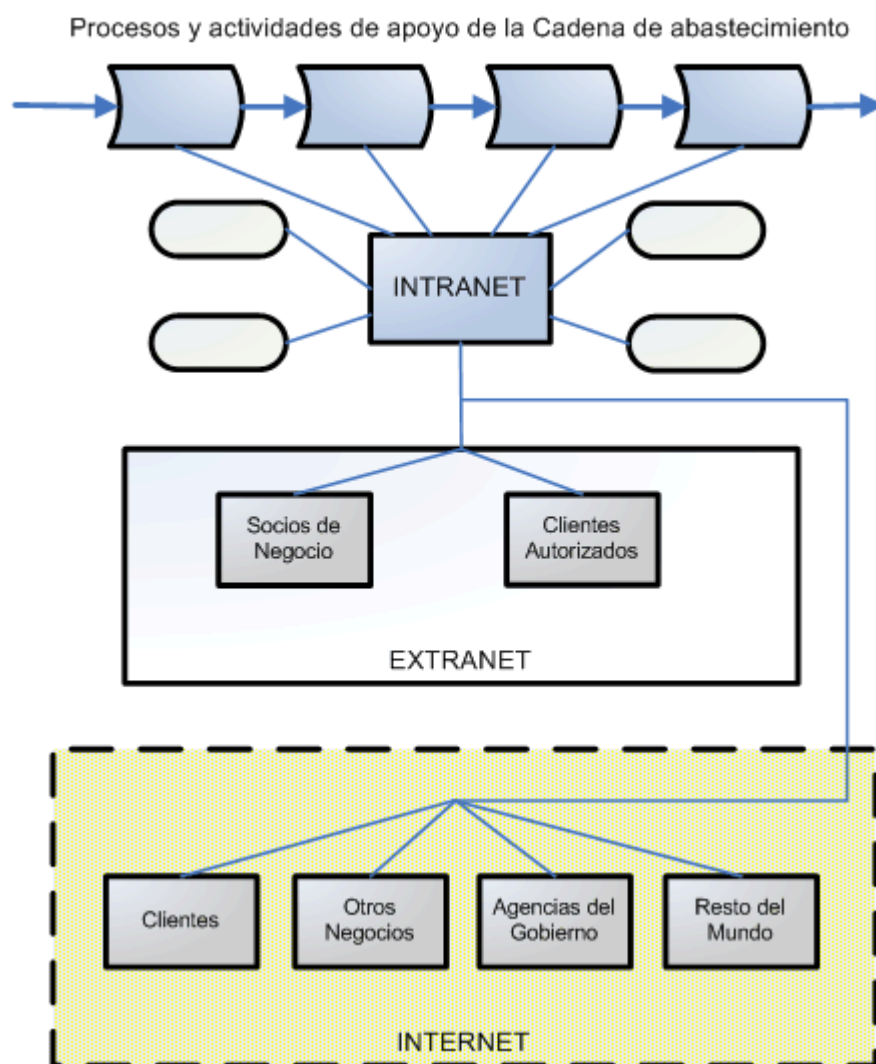 Procesos y actividades de apoyo de la Cadena de abastecimiento
INTRANET
Socios de
Negocio
Clientes
Autorizados
EXTRANET
Clientes
Otros
Negocios
Agencias del
Gobierno
Resto del
Mundo
INTERNET